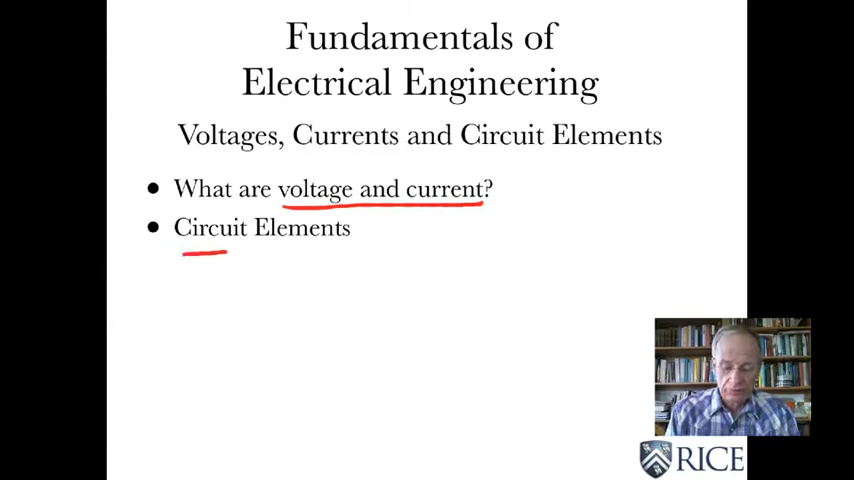 Fundamentals of
Electrical Engineering
Voltages, Currents and Circuit Elements
• What are voltage and current?
• Circuit Elements
RICE